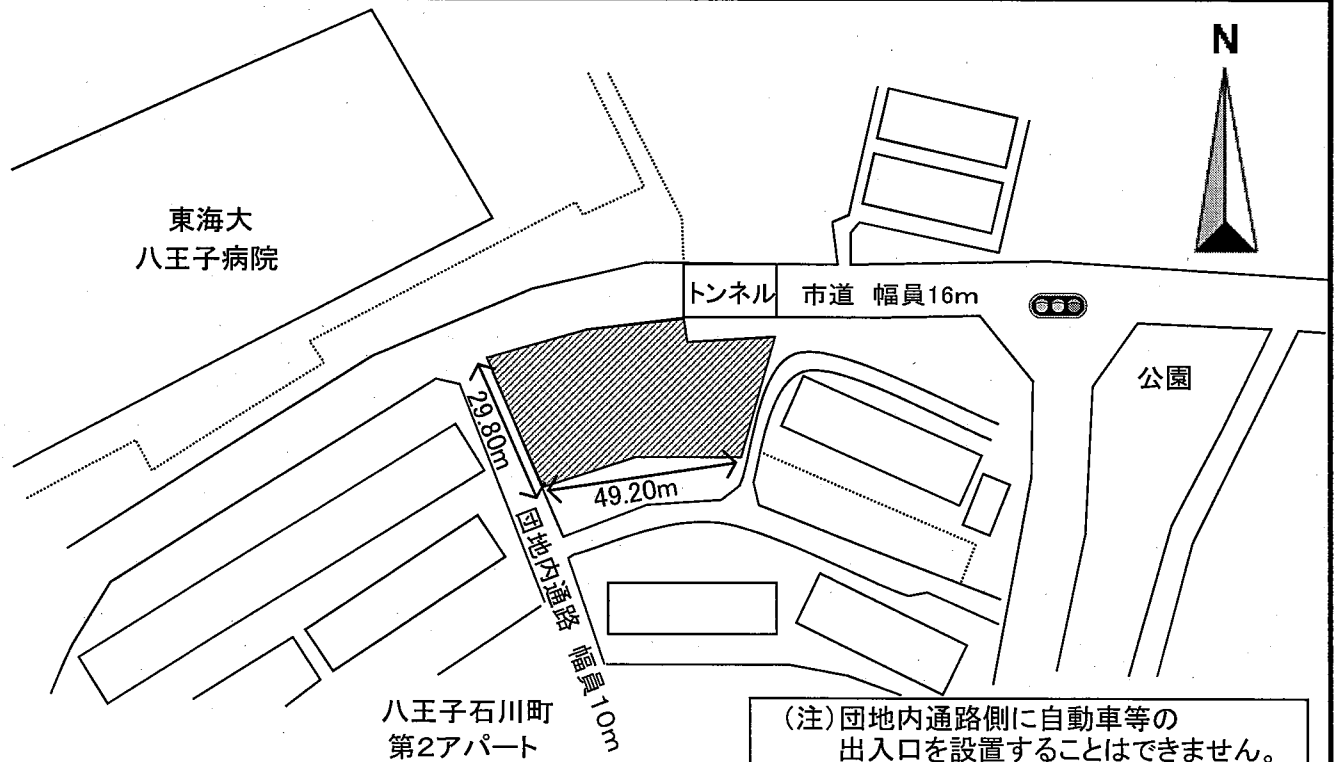 N
東海大
八王子病院
トンネル
市道 幅員16m
公園
29.80m
49.20m
団地内通路 幅員10m
八王子石川町
第2アパート
(注)団地内通路側に自動車等の
出入口を設置することはできません。